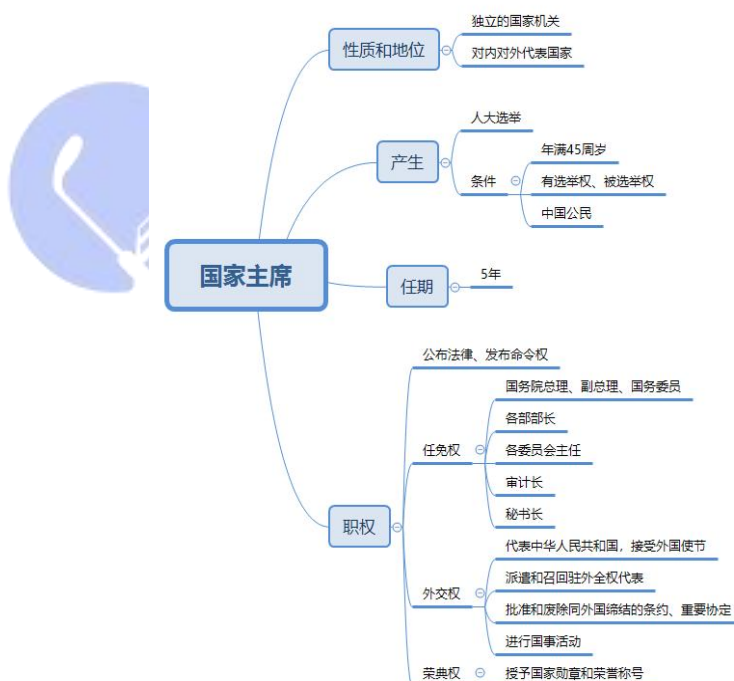 国家主席
性质和地位
独立的国家机关
对内对外代表国家
产生
人大选举
条件
年满45周岁
有选举权、被选举权
中国公民
任期
5年
职权
公布法律、发布命令权
任免权
国务院总理、副总理、国务委员
各部部长
各委员会主任
审计长
秘书长
外交权
代表中华人民共和国，接受外国使节
派遣和召回驻外全权代表
批准和废除同外国缔结的条约、重要协定
进行国事活动
荣典权
授予国家勋章和荣誉称号